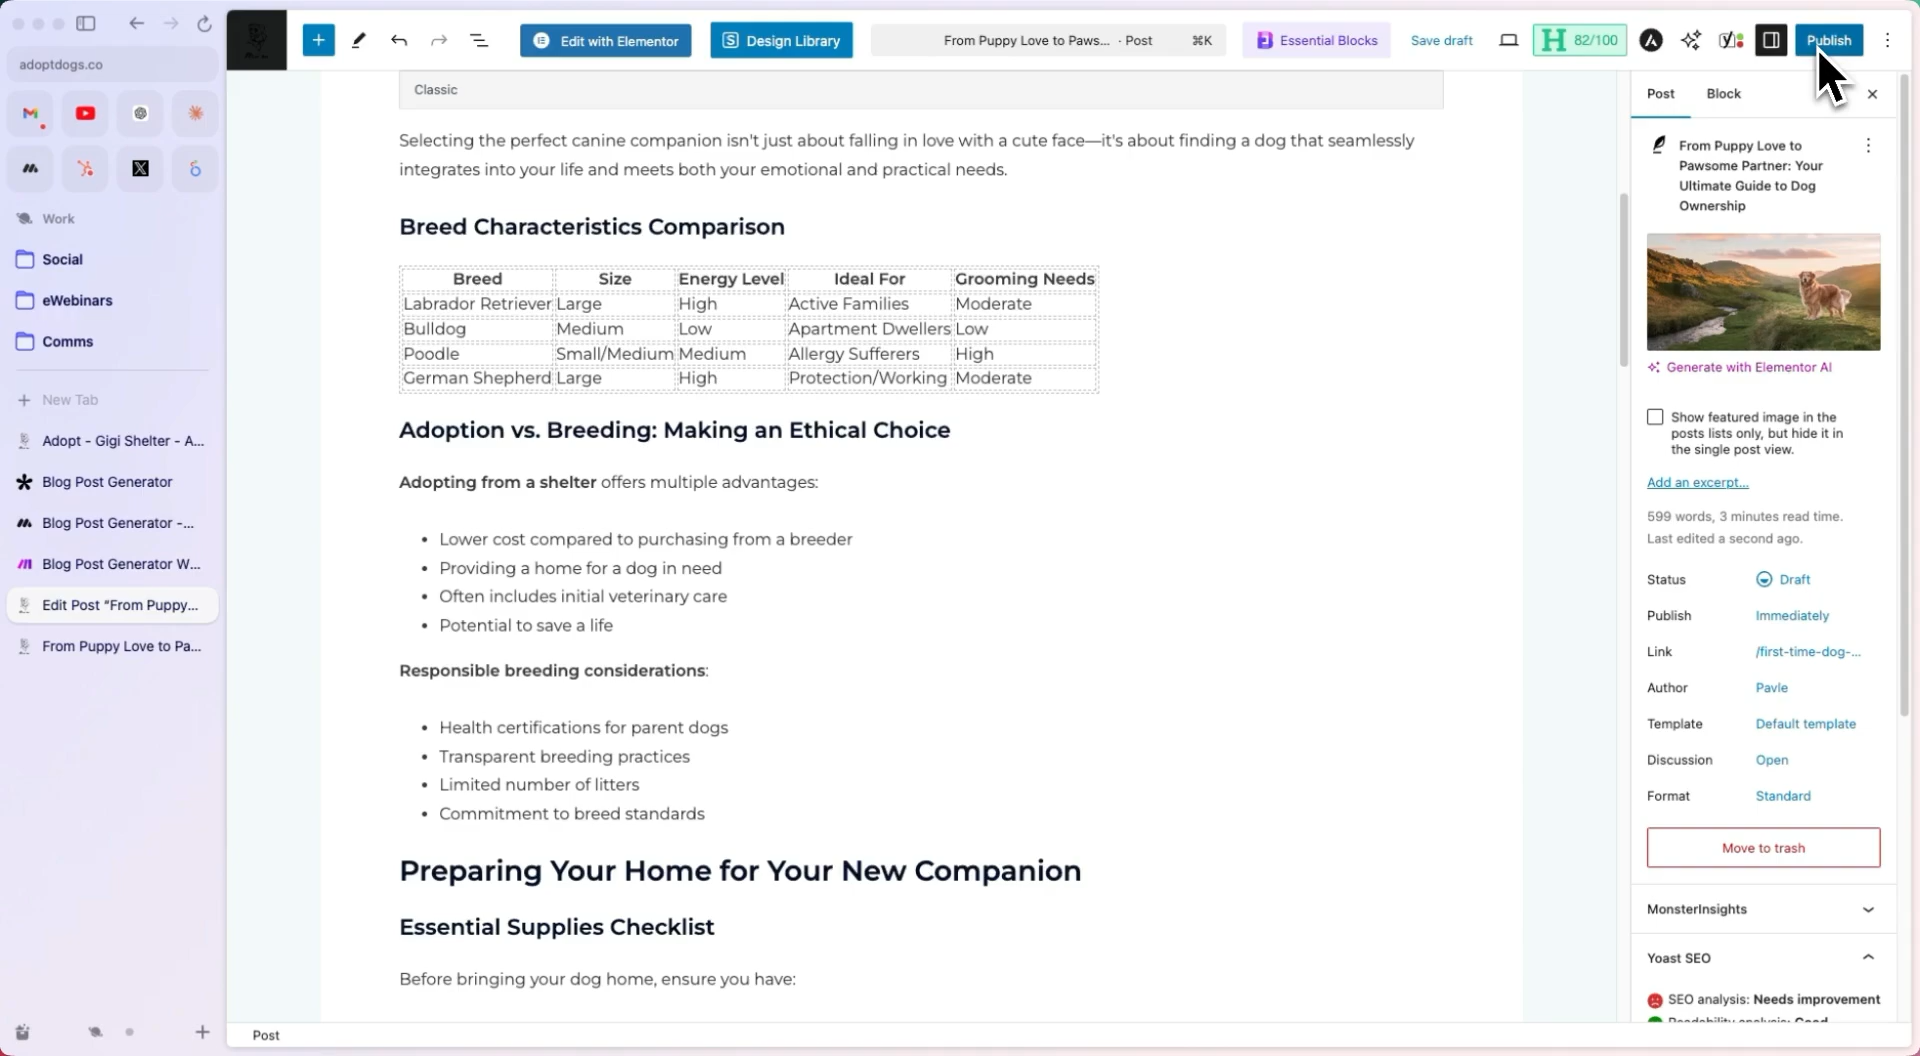 adoptdogs.co
Work
Social
eWebinars
Comms
New Tab
Adopt - Gigi Shelter - A...
Blog Post Generator
Blog Post Generator -...
Blog Post Generator W...
Edit Post “From Puppy...
From Puppy Love to Pa...
Edit with Elementor
Design Library
From Puppy Love to Paws... · Post ⌘K
Essential Blocks
Save draft
H 82/100
Publish
Classic
Selecting the perfect canine companion isn't just about falling in love with a cute face—it's about finding a dog that seamlessly
integrates into your life and meets both your emotional and practical needs.
Breed Characteristics Comparison
Breed Size Energy Level Ideal For Grooming Needs
Labrador Retriever Large High Active Families Moderate
Bulldog Medium Low Apartment Dwellers Low
Poodle Small/Medium Medium Allergy Sufferers High
German Shepherd Large High Protection/Working Moderate
Adoption vs. Breeding: Making an Ethical Choice
Adopting from a shelter offers multiple advantages:
• Lower cost compared to purchasing from a breeder
• Providing a home for a dog in need
• Often includes initial veterinary care
• Potential to save a life
Responsible breeding considerations:
• Health certifications for parent dogs
• Transparent breeding practices
• Limited number of litters
• Commitment to breed standards
Preparing Your Home for Your New Companion
Essential Supplies Checklist
Before bringing your dog home, ensure you have:
Post
Post Block
From Puppy Love to
Pawsome Partner: Your
Ultimate Guide to Dog
Ownership
Generate with Elementor AI
Show featured image in the
posts lists only, but hide it in
the single post view.
Add an excerpt...
599 words, 3 minutes read time.
Last edited a second ago.
Status Draft
Publish Immediately
Link /first-time-dog-...
Author Pavle
Template Default template
Discussion Open
Format Standard
Move to trash
MonsterInsights
Yoast SEO
SEO analysis: Needs improvement
Readability analysis: Good